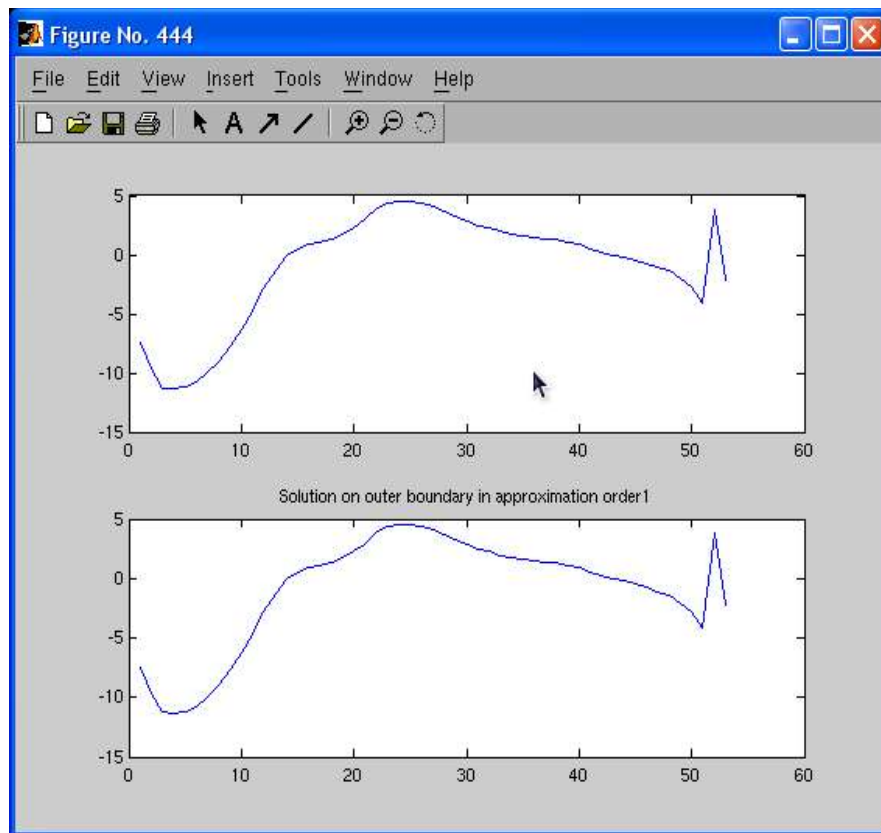 Figure No. 444
File Edit View Insert Tools Window Help
A
5
0
-5
-10
-15
0 10 20 30 40 50 60
Solution on outer boundary in approximation order1
5
0
-5
-10
-15
0 10 20 30 40 50 60